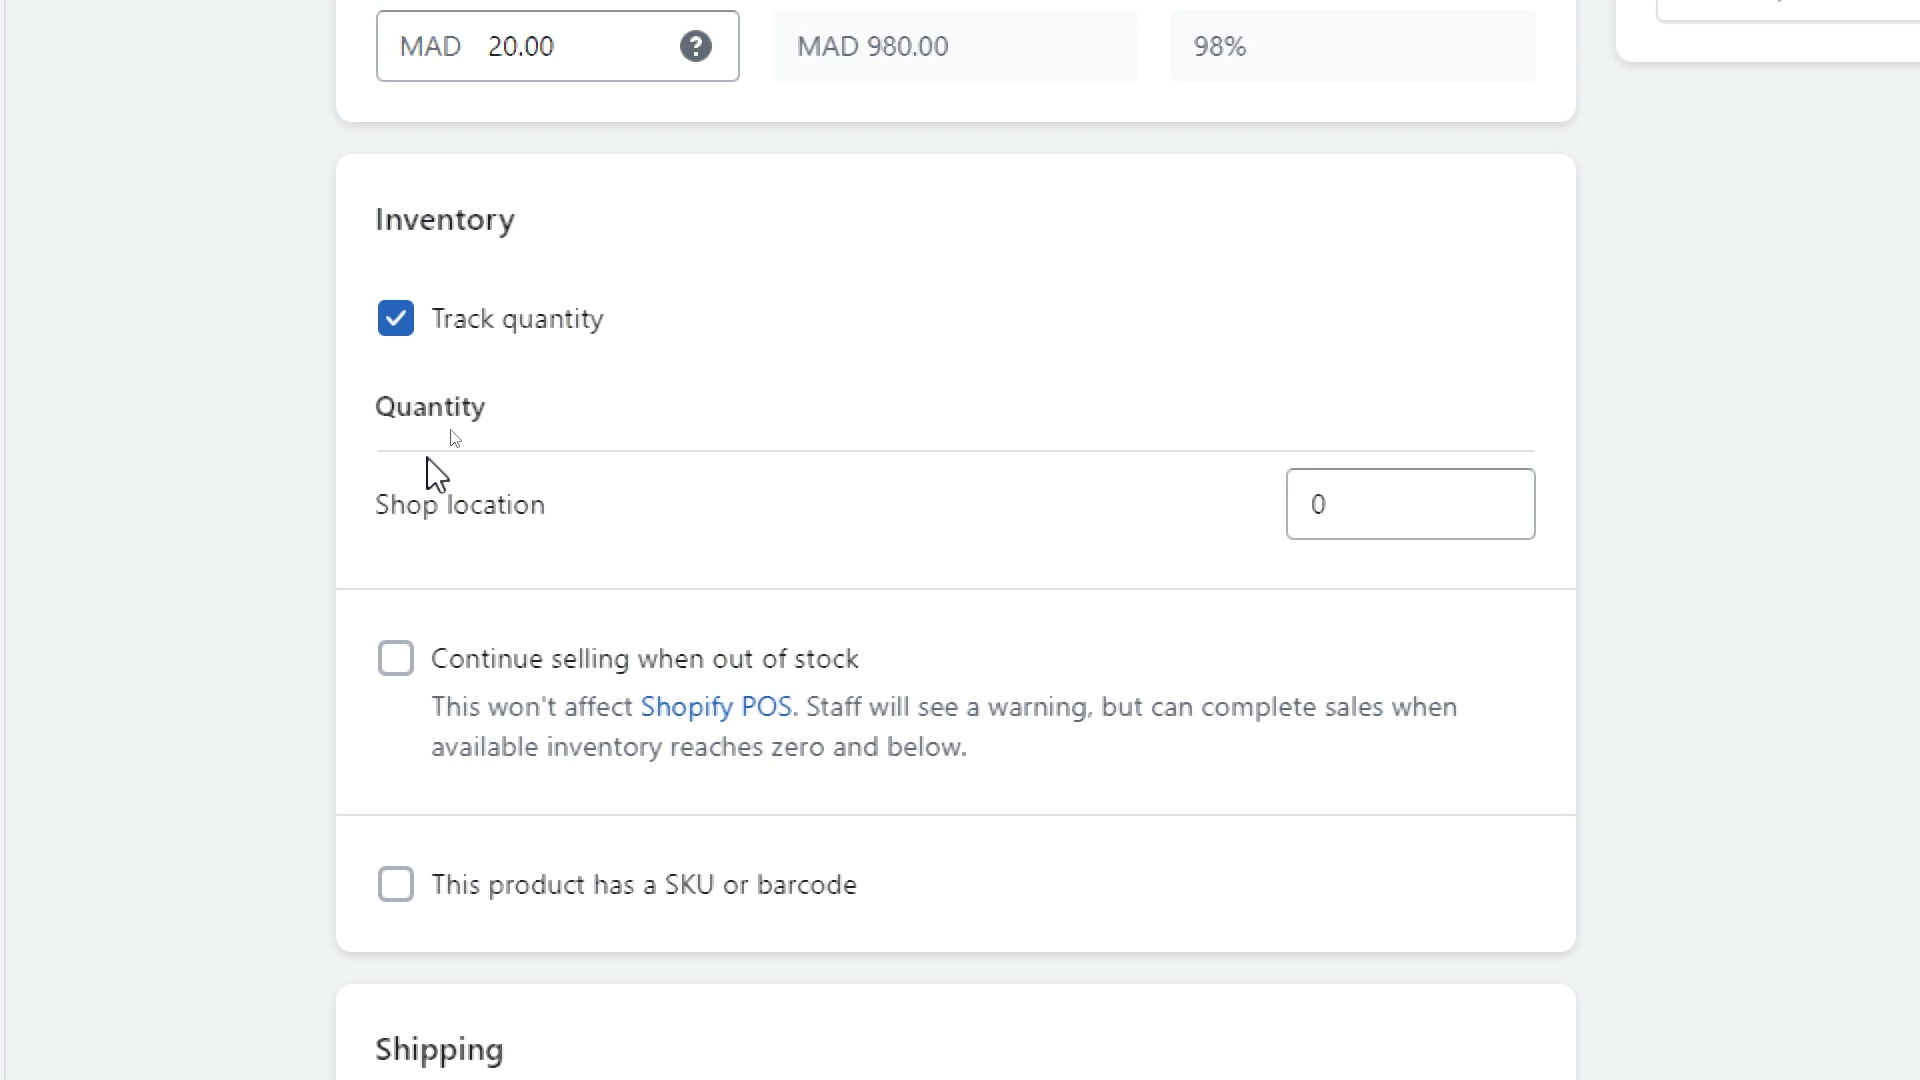 MAD 20.00 ? MAD 980.00 98%
Inventory
Track quantity
Quantity
Shop location 0
Continue selling when out of stock
This won't affect Shopify POS. Staff will see a warning, but can complete sales when
available inventory reaches zero and below.
This product has a SKU or barcode
Shipping